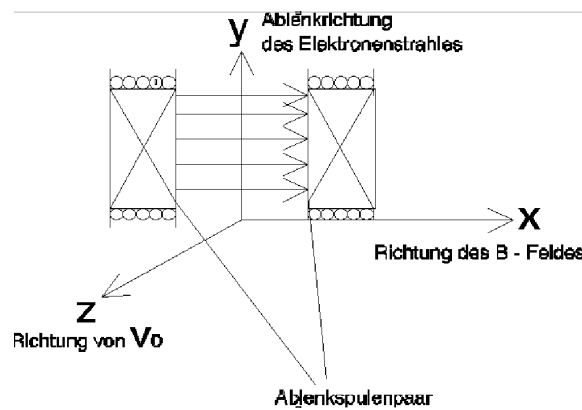 y Ablenkrichtung
des Elektronenstrahles
x
Richtung des B - Feldes
z
Richtung von Vo
Ablenkspulenpaar